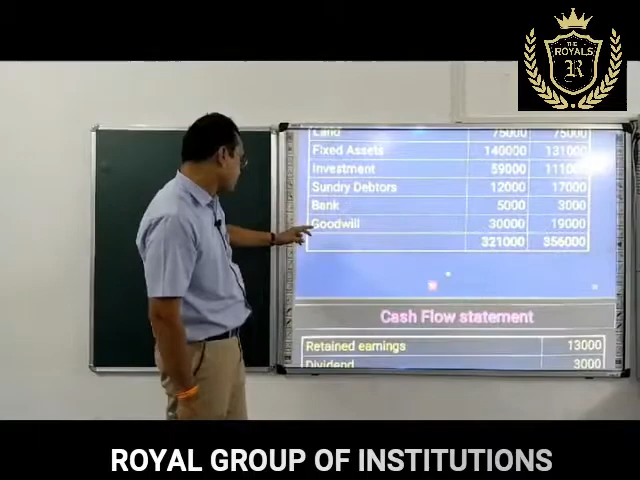 THE
ROYALS
R
Land 75000 75000
Fixed Assets 140000 131000
Investment 59000 111000
Sundry Debtors 12000 17000
Bank 5000 3000
Goodwill 30000 19000
321000 356000
Cash Flow statement
Retained earnings 13000
Dividend 3000
ROYAL GROUP OF INSTITUTIONS